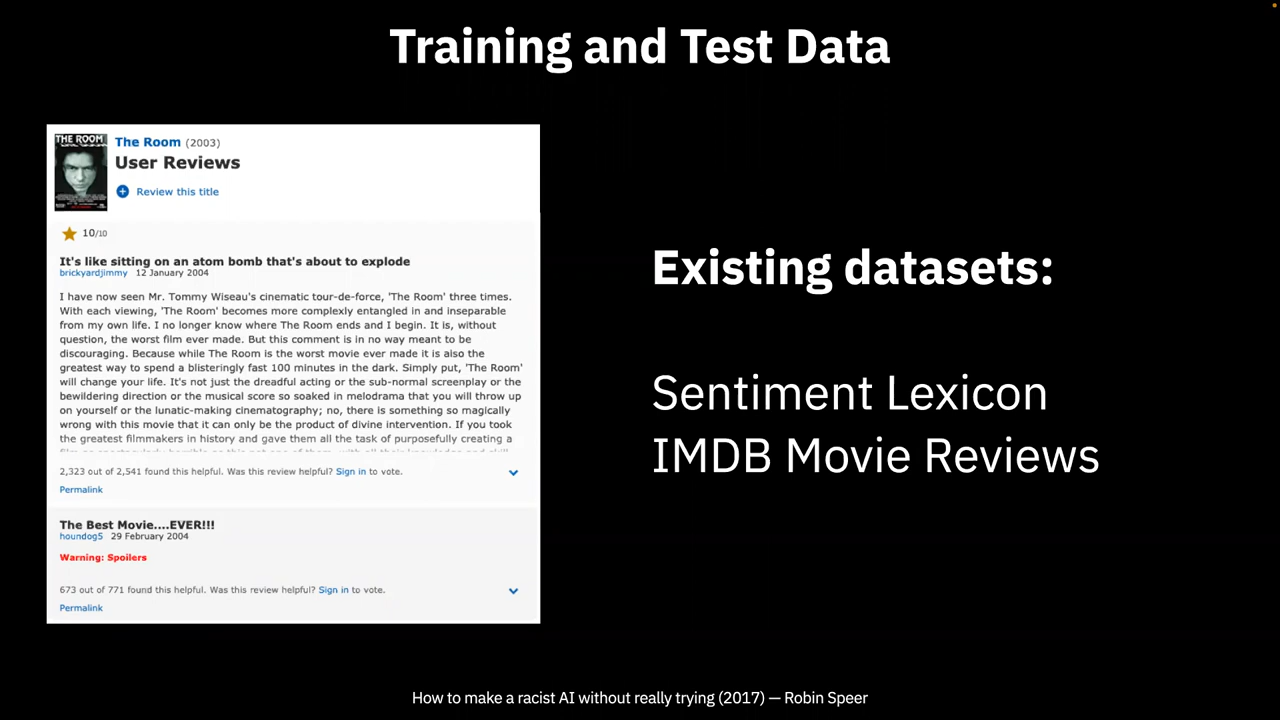 Training and Test Data
THE ROOM
The Room (2003)
User Reviews
Review this title
10/10
It's like sitting on an atom bomb that's about to explode
brickyardjimmy 12 January 2004
I have now seen Mr. Tommy Wiseau's cinematic tour-de-force, 'The Room' three times.
With each viewing, 'The Room' becomes more complexly entangled in and inseparable
from my own life. I no longer know where The Room ends and I begin. It is, without
question, the worst film ever made. But this comment is in no way meant to be
discouraging. Because while The Room is the worst movie ever made it is also the
greatest way to spend a blisteringly fast 100 minutes in the dark. Simply put, 'The Room'
will change your life. It's not just the dreadful acting or the sub-normal screenplay or the
bewildering direction or the musical score so soaked in melodrama that you will throw up
on yourself or the lunatic-making cinematography; no, there is something so magically
wrong with this movie that it can only be the product of divine intervention. If you took
the greatest filmmakers in history and gave them all the task of purposefully creating a
2,323 out of 2,541 found this helpful. Was this review helpful? Sign in to vote.
Permalink
The Best Movie....EVER!!!
houndog5 29 February 2004
Warning: Spoilers
673 out of 771 found this helpful. Was this review helpful? Sign in to vote.
Permalink
Existing datasets:
Sentiment Lexicon
IMDB Movie Reviews
How to make a racist AI without really trying (2017) — Robin Speer